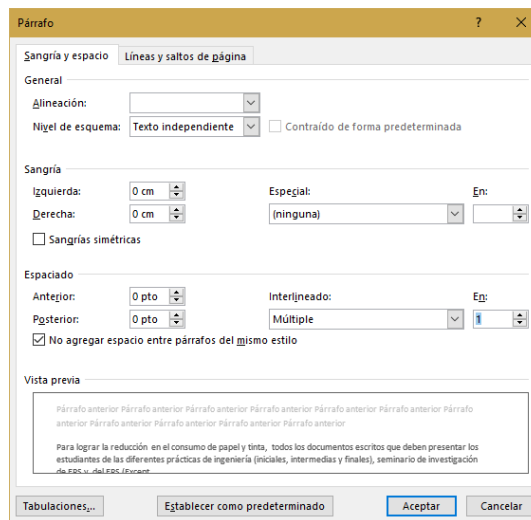 Párrafo ? X
Sangría y espacio Líneas y saltos de página
General
Alineación:
Nivel de esquema: Texto independiente Contraído de forma predeterminada
Sangría
Izquierda: 0 cm Especial: En:
Derecha: 0 cm (ninguna)
Sangrías simétricas
Espaciado
Anterior: 0 pto Interlineado: En:
Posterior: 0 pto Múltiple 1
No agregar espacio entre párrafos del mismo estilo
Vista previa
Párrafo anterior Párrafo anterior Párrafo anterior Párrafo anterior Párrafo anterior Párrafo anterior Párrafo
anterior Párrafo anterior Párrafo anterior Párrafo anterior Párrafo anterior
Para lograr la reducción en el consumo de papel y tinta, todos los documentos escritos que deben presentar los
estudiantes de las diferentes prácticas de ingeniería (iniciales, intermedias y finales), seminario de investigación
de EPS y del EPS (Except
Tabulaciones... Establecer como predeterminado Aceptar Cancelar